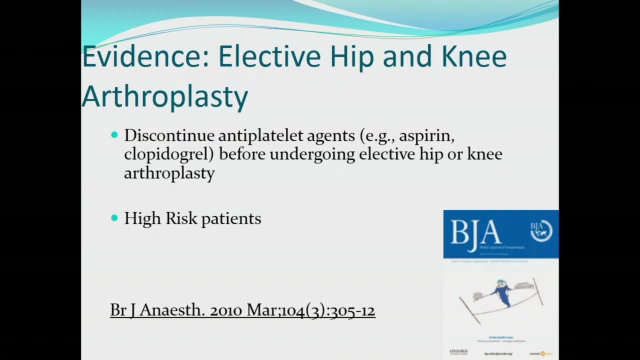 Evidence: Elective Hip and Knee
Arthroplasty
Discontinue antiplatelet agents (e.g., aspirin,
clopidogrel) before undergoing elective hip or knee
arthroplasty
High Risk patients
BJA
Br J Anaesth. 2010 Mar;104(3):305-12